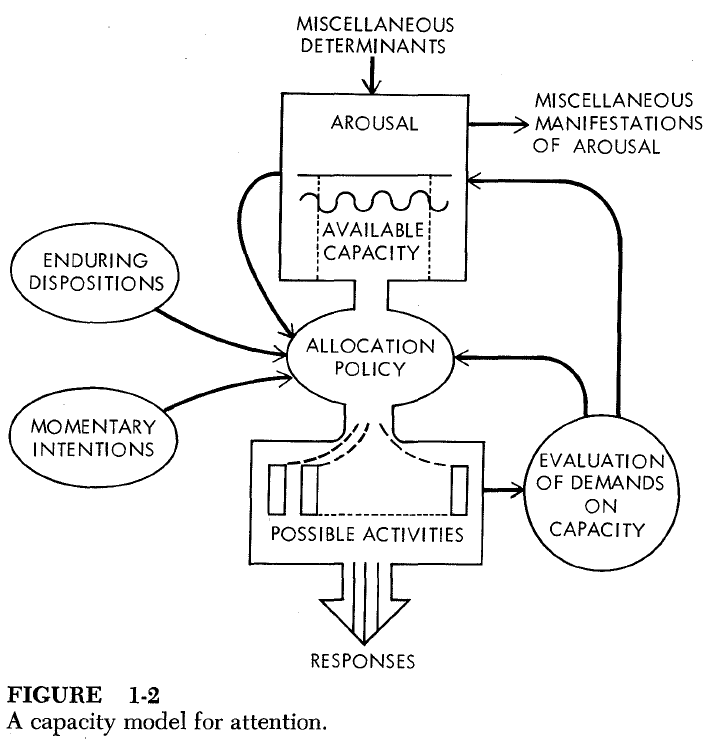 MISCELLANEOUS
DETERMINANTS
AROUSAL
MISCELLANEOUS
MANIFESTATIONS
OF AROUSAL
AVAILABLE
CAPACITY
ENDURING
DISPOSITIONS
ALLOCATION
POLICY
MOMENTARY
INTENTIONS
EVALUATION
OF DEMANDS
ON
CAPACITY
POSSIBLE ACTIVITIES
RESPONSES
FIGURE 1-2
A capacity model for attention.